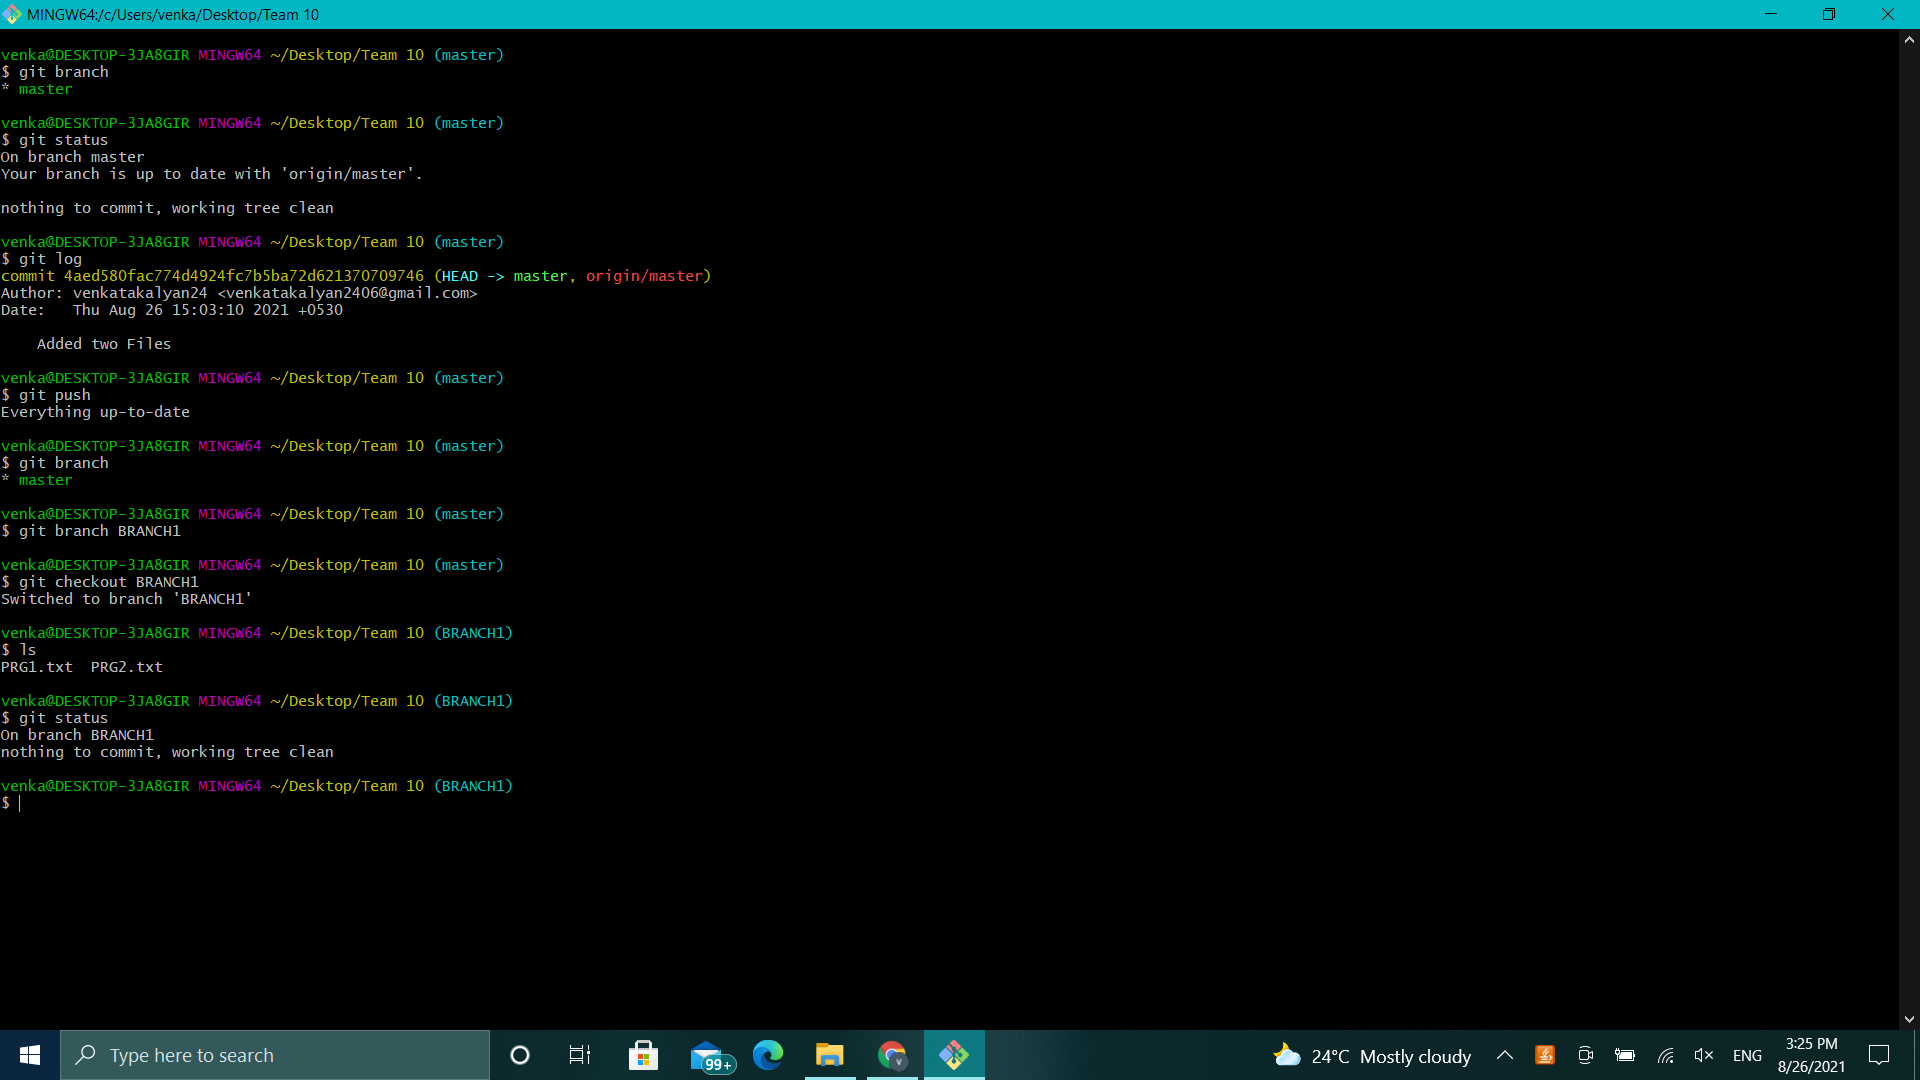 MINGW64:/c/Users/venka/Desktop/Team 10
venka@DESKTOP-3JA8GIR MINGW64 ~/Desktop/Team 10 (master)
$ git branch
* master
venka@DESKTOP-3JA8GIR MINGW64 ~/Desktop/Team 10 (master)
$ git status
On branch master
Your branch is up to date with 'origin/master'.
nothing to commit, working tree clean
venka@DESKTOP-3JA8GIR MINGW64 ~/Desktop/Team 10 (master)
$ git log
commit 4aed580fac774d4924fc7b5ba72d621370709746 (HEAD -> master, origin/master)
Author: venkatakalyan24 <venkatakalyan2406@gmail.com>
Date:   Thu Aug 26 15:03:10 2021 +0530
    Added two Files
venka@DESKTOP-3JA8GIR MINGW64 ~/Desktop/Team 10 (master)
$ git push
Everything up-to-date
venka@DESKTOP-3JA8GIR MINGW64 ~/Desktop/Team 10 (master)
$ git branch
* master
venka@DESKTOP-3JA8GIR MINGW64 ~/Desktop/Team 10 (master)
$ git branch BRANCH1
venka@DESKTOP-3JA8GIR MINGW64 ~/Desktop/Team 10 (master)
$ git checkout BRANCH1
Switched to branch 'BRANCH1'
venka@DESKTOP-3JA8GIR MINGW64 ~/Desktop/Team 10 (BRANCH1)
$ ls
PRG1.txt  PRG2.txt
venka@DESKTOP-3JA8GIR MINGW64 ~/Desktop/Team 10 (BRANCH1)
$ git status
On branch BRANCH1
nothing to commit, working tree clean
venka@DESKTOP-3JA8GIR MINGW64 ~/Desktop/Team 10 (BRANCH1)
$
Type here to search
99+
V
24°C Mostly cloudy
ENG
3:25 PM
8/26/2021